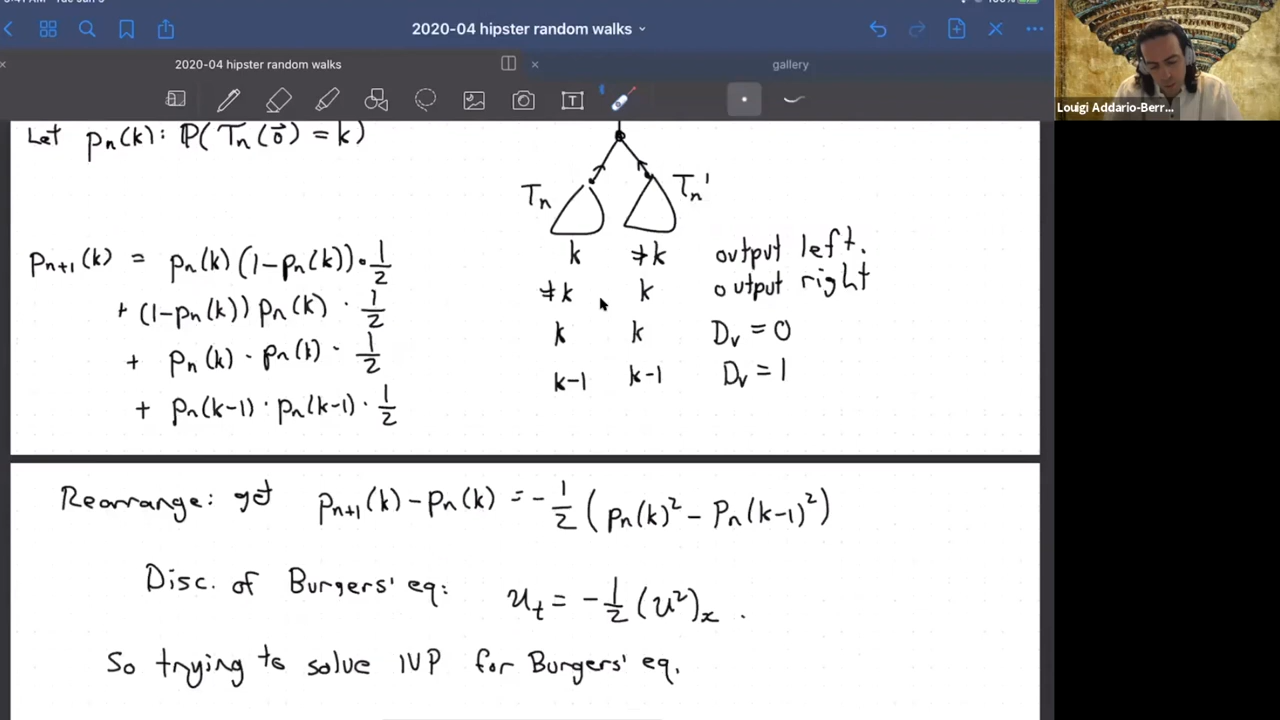 2020-04 hipster random walks
2020-04 hipster random walks
gallery
Louigi Addario-Berr...
Let pₙ(k): ℙ(Tₙ(0⃗) = k)
Tₙ Tₙ'
pₙ₊₁(k) = pₙ(k)(1-pₙ(k))·1/2
+ (1-pₙ(k))pₙ(k) · 1/2
+ pₙ(k) · pₙ(k) · 1/2
+ pₙ(k-1) · pₙ(k-1) · 1/2
k ≠k output left.
≠k k output right
k k Dᵥ = 0
k-1 k-1 Dᵥ = 1
Rearrange: get pₙ₊₁(k) - pₙ(k) = -1/2 (pₙ(k)² - pₙ(k-1)²)
Disc. of Burgers' eq: uₜ = -1/2 (u²)ₓ .
So trying to solve IVP for Burgers' eq.